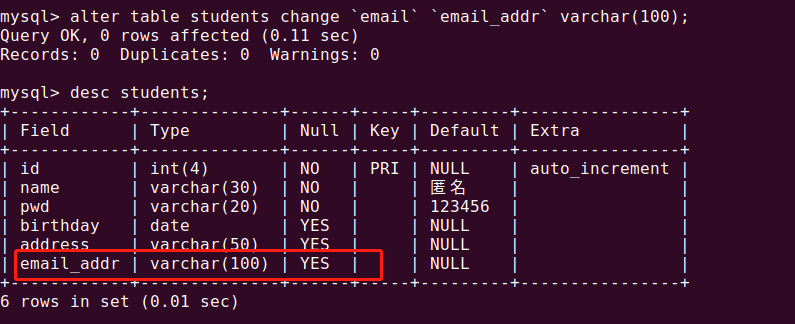 mysql> alter table students change `email` `email_addr` varchar(100);
Query OK, 0 rows affected (0.11 sec)
Records: 0  Duplicates: 0  Warnings: 0

mysql> desc students;
+------------+--------------+------+-----+---------+----------------+
| Field      | Type         | Null | Key | Default | Extra          |
+------------+--------------+------+-----+---------+----------------+
| id         | int(4)       | NO   | PRI | NULL    | auto_increment |
| name       | varchar(30)  | NO   |     | 匿名    |                |
| pwd        | varchar(20)  | NO   |     | 123456  |                |
| birthday   | date         | YES  |     | NULL    |                |
| address    | varchar(50)  | YES  |     | NULL    |                |
| email_addr | varchar(100) | YES  |     | NULL    |                |
+------------+--------------+------+-----+---------+----------------+
6 rows in set (0.01 sec)